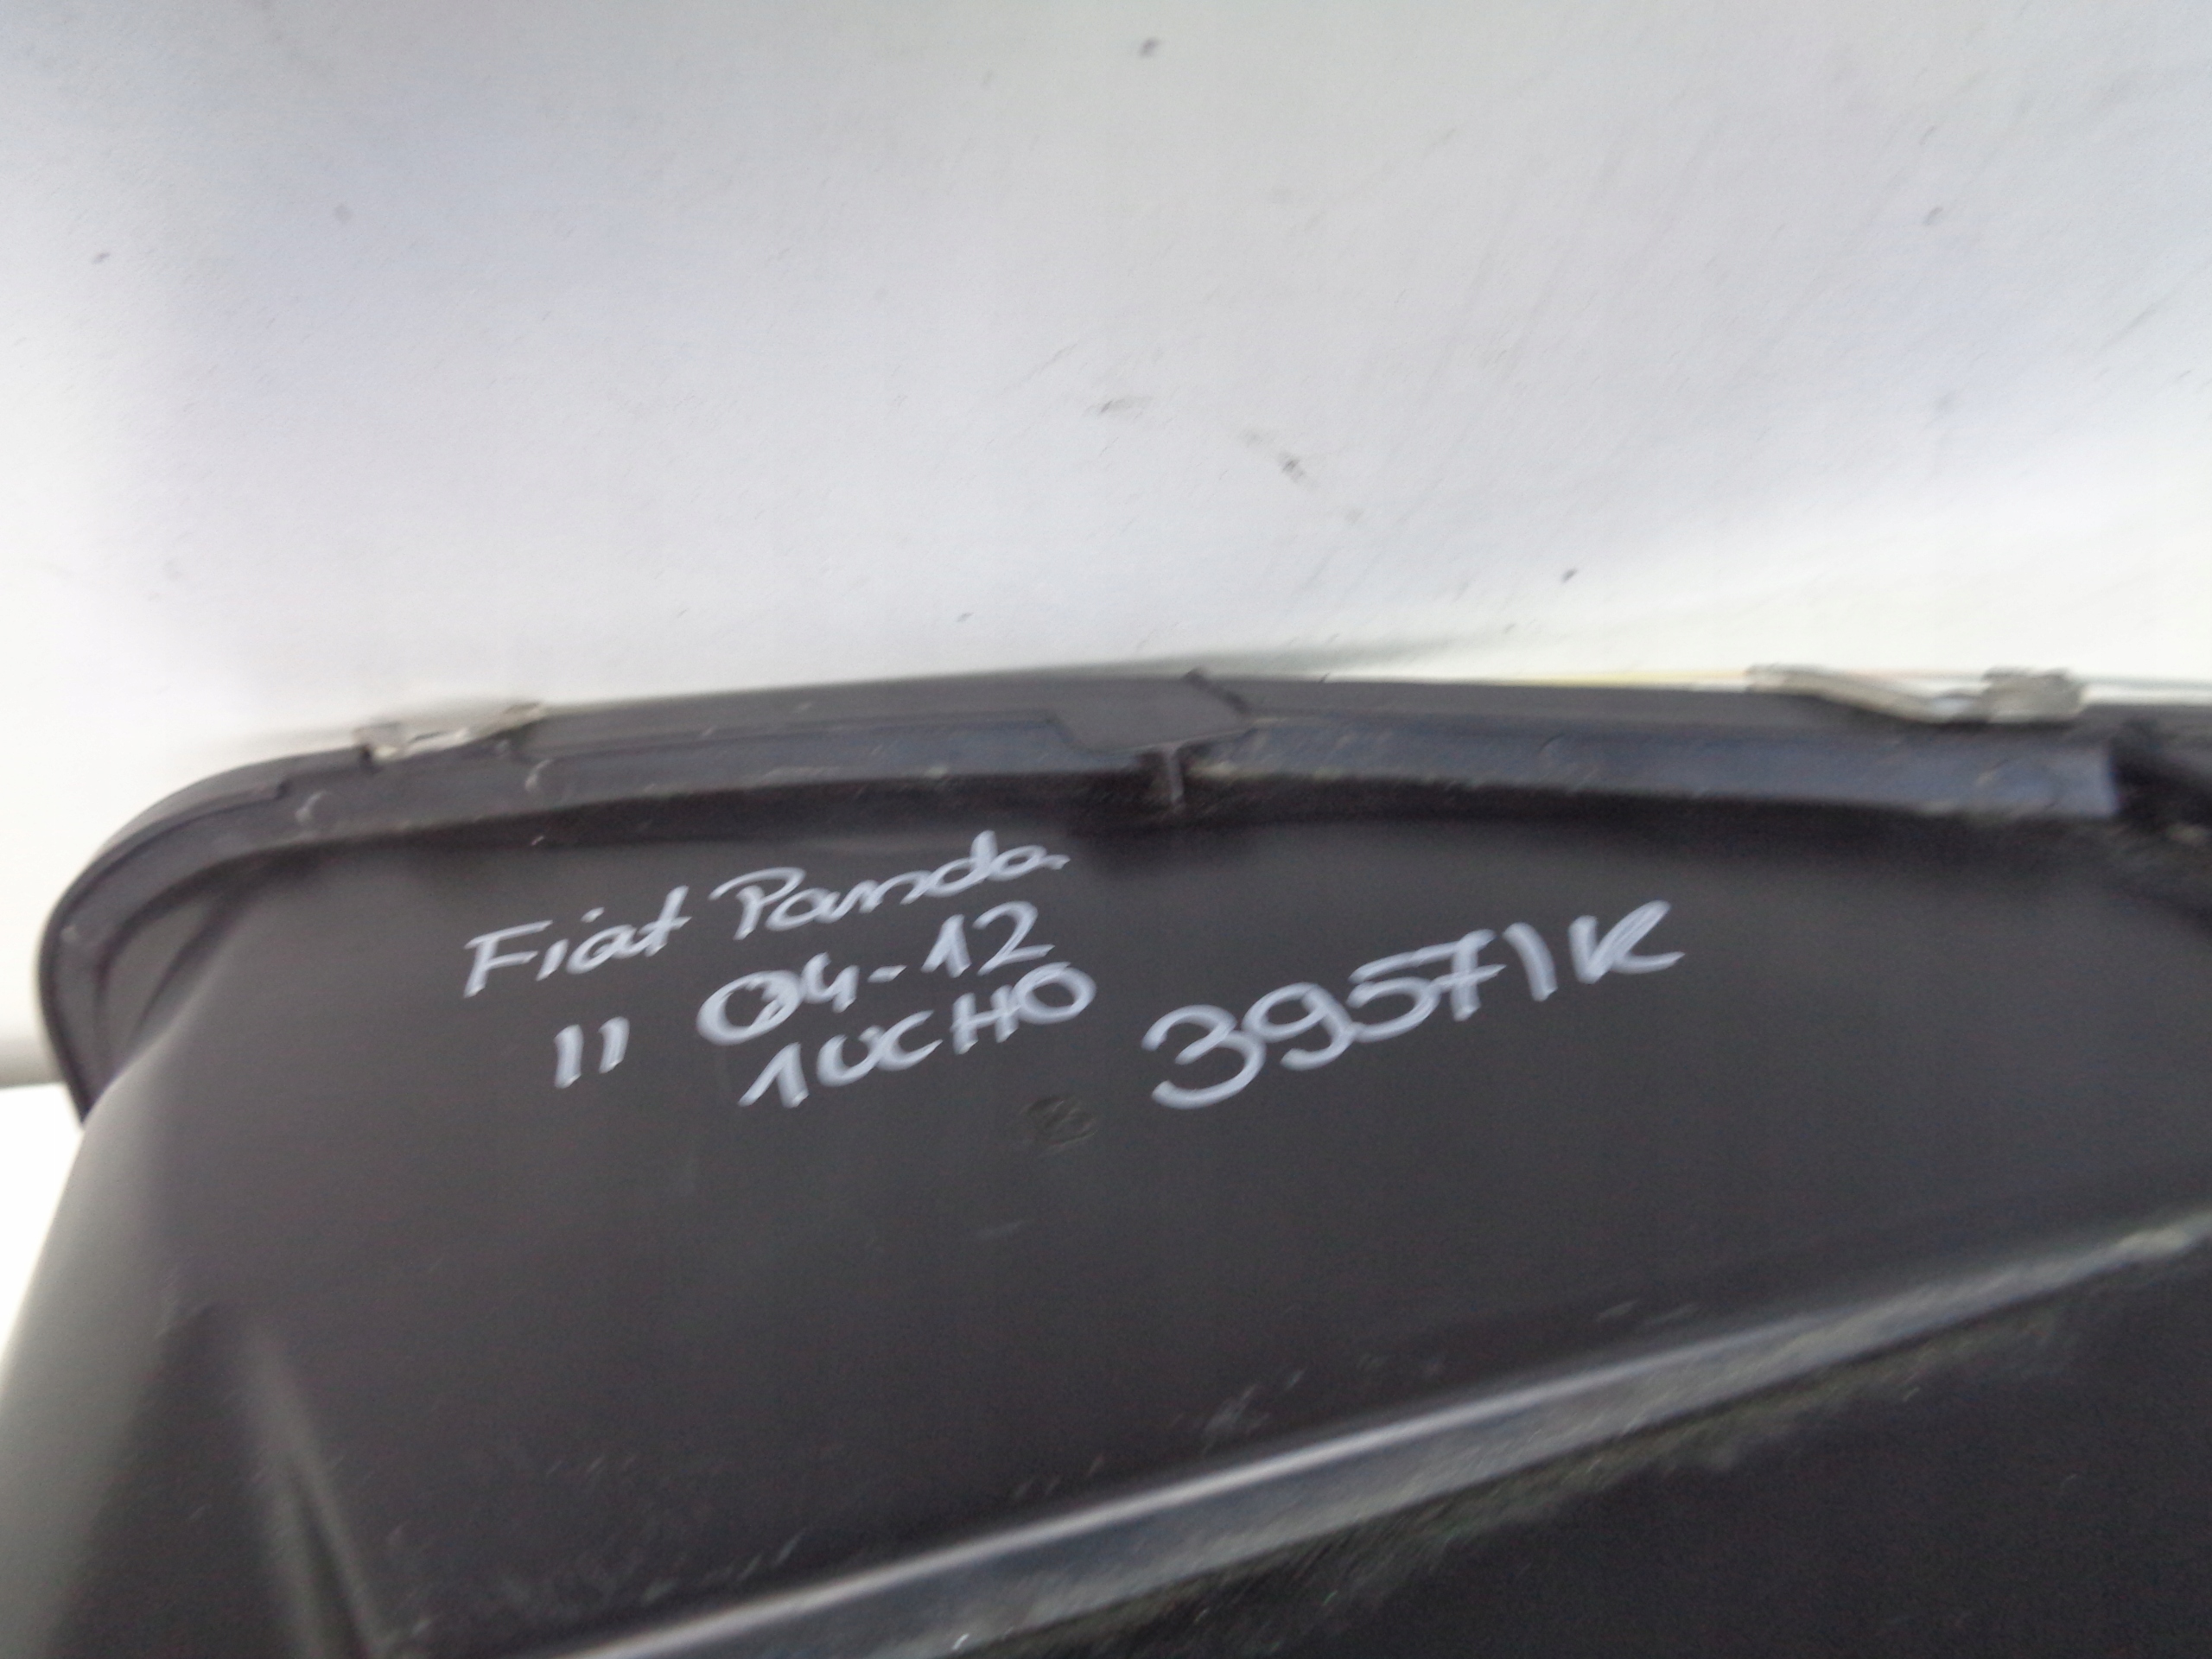 Fiat Panda
II 04-12
1UCHO
39571K